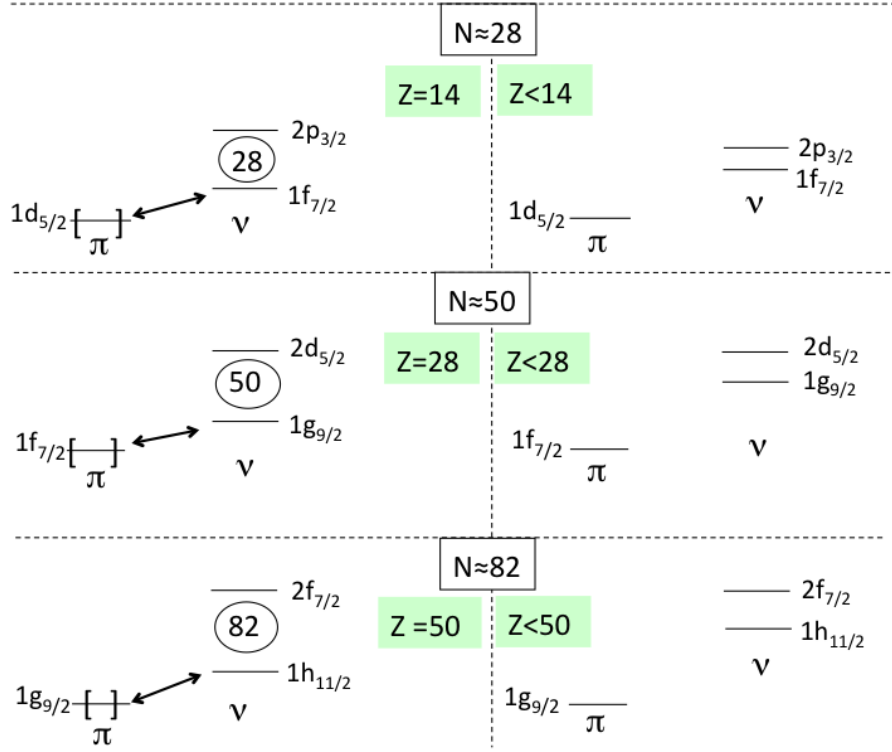 N≈28
Z=14 Z<14
2p3/2
28
1f7/2
1d5/2 [ ]
π
ν
2p3/2
1f7/2
1d5/2
π
ν
N≈50
Z=28 Z<28
2d5/2
50
1g9/2
1f7/2 [ ]
π
ν
2d5/2
1g9/2
1f7/2
π
ν
N≈82
Z =50 Z<50
2f7/2
82
1h11/2
1g9/2 [ ]
π
ν
2f7/2
1h11/2
1g9/2
π
ν